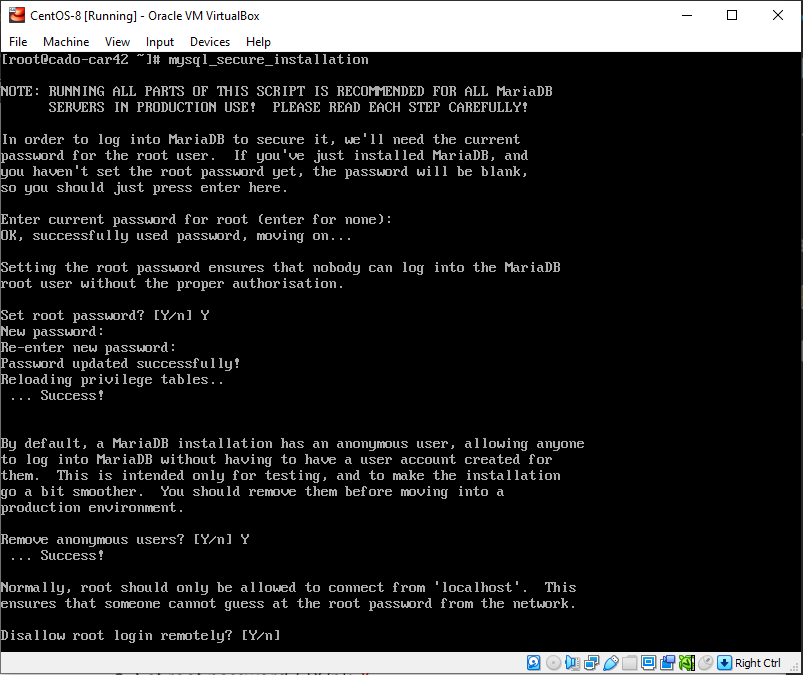 CentOS-8 [Running] - Oracle VM VirtualBox
File Machine View Input Devices Help
[root@cado-car42 ~]# mysql_secure_installation
NOTE: RUNNING ALL PARTS OF THIS SCRIPT IS RECOMMENDED FOR ALL MariaDB
SERVERS IN PRODUCTION USE! PLEASE READ EACH STEP CAREFULLY!
In order to log into MariaDB to secure it, we'll need the current
password for the root user. If you've just installed MariaDB, and
you haven't set the root password yet, the password will be blank,
so you should just press enter here.
Enter current password for root (enter for none):
OK, successfully used password, moving on...
Setting the root password ensures that nobody can log into the MariaDB
root user without the proper authorisation.
Set root password? [Y/n] Y
New password:
Re-enter new password:
Password updated successfully!
Reloading privilege tables..
... Success!
By default, a MariaDB installation has an anonymous user, allowing anyone
to log into MariaDB without having to have a user account created for
them. This is intended only for testing, and to make the installation
go a bit smoother. You should remove them before moving into a
production environment.
Remove anonymous users? [Y/n] Y
... Success!
Normally, root should only be allowed to connect from 'localhost'. This
ensures that someone cannot guess at the root password from the network.
Disallow root login remotely? [Y/n]
Right Ctrl